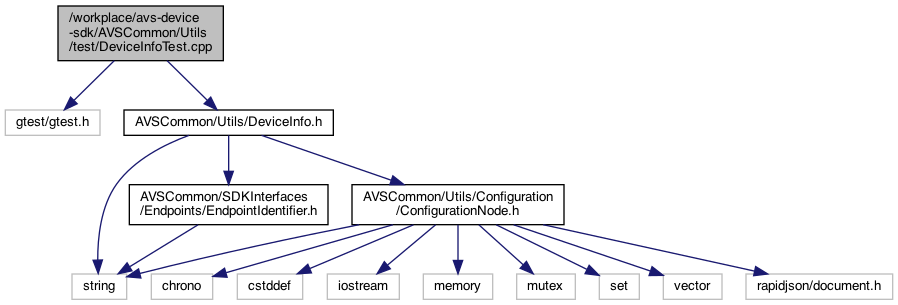 /workplace/avs-device
-sdk/AVSCommon/Utils
/test/DeviceInfoTest.cpp
gtest/gtest.h
AVSCommon/Utils/DeviceInfo.h
AVSCommon/SDKInterfaces
/Endpoints/EndpointIdentifier.h
AVSCommon/Utils/Configuration
/ConfigurationNode.h
string
chrono
cstddef
iostream
memory
mutex
set
vector
rapidjson/document.h